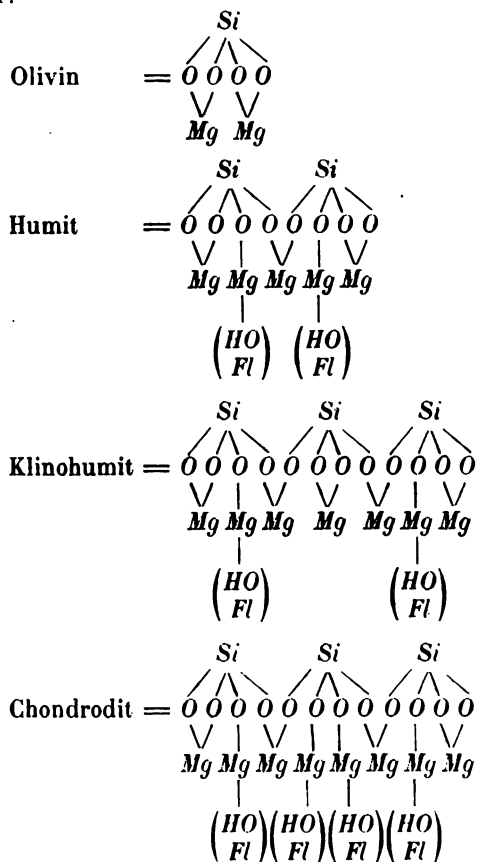 Si
Olivin = O O O O
Mg Mg
Si Si
Humit = O O O O O O O O
Mg Mg Mg Mg Mg
(HO (HO
Fl) Fl)
Si Si Si
Klinohumit = O O O O O O O O O O O O
Mg Mg Mg Mg Mg Mg Mg
(HO (HO
Fl) Fl)
Si Si Si
Chondrodit = O O O O O O O O O O O O
Mg Mg Mg Mg Mg Mg Mg Mg
(HO (HO (HO (HO
Fl) Fl) Fl) Fl)